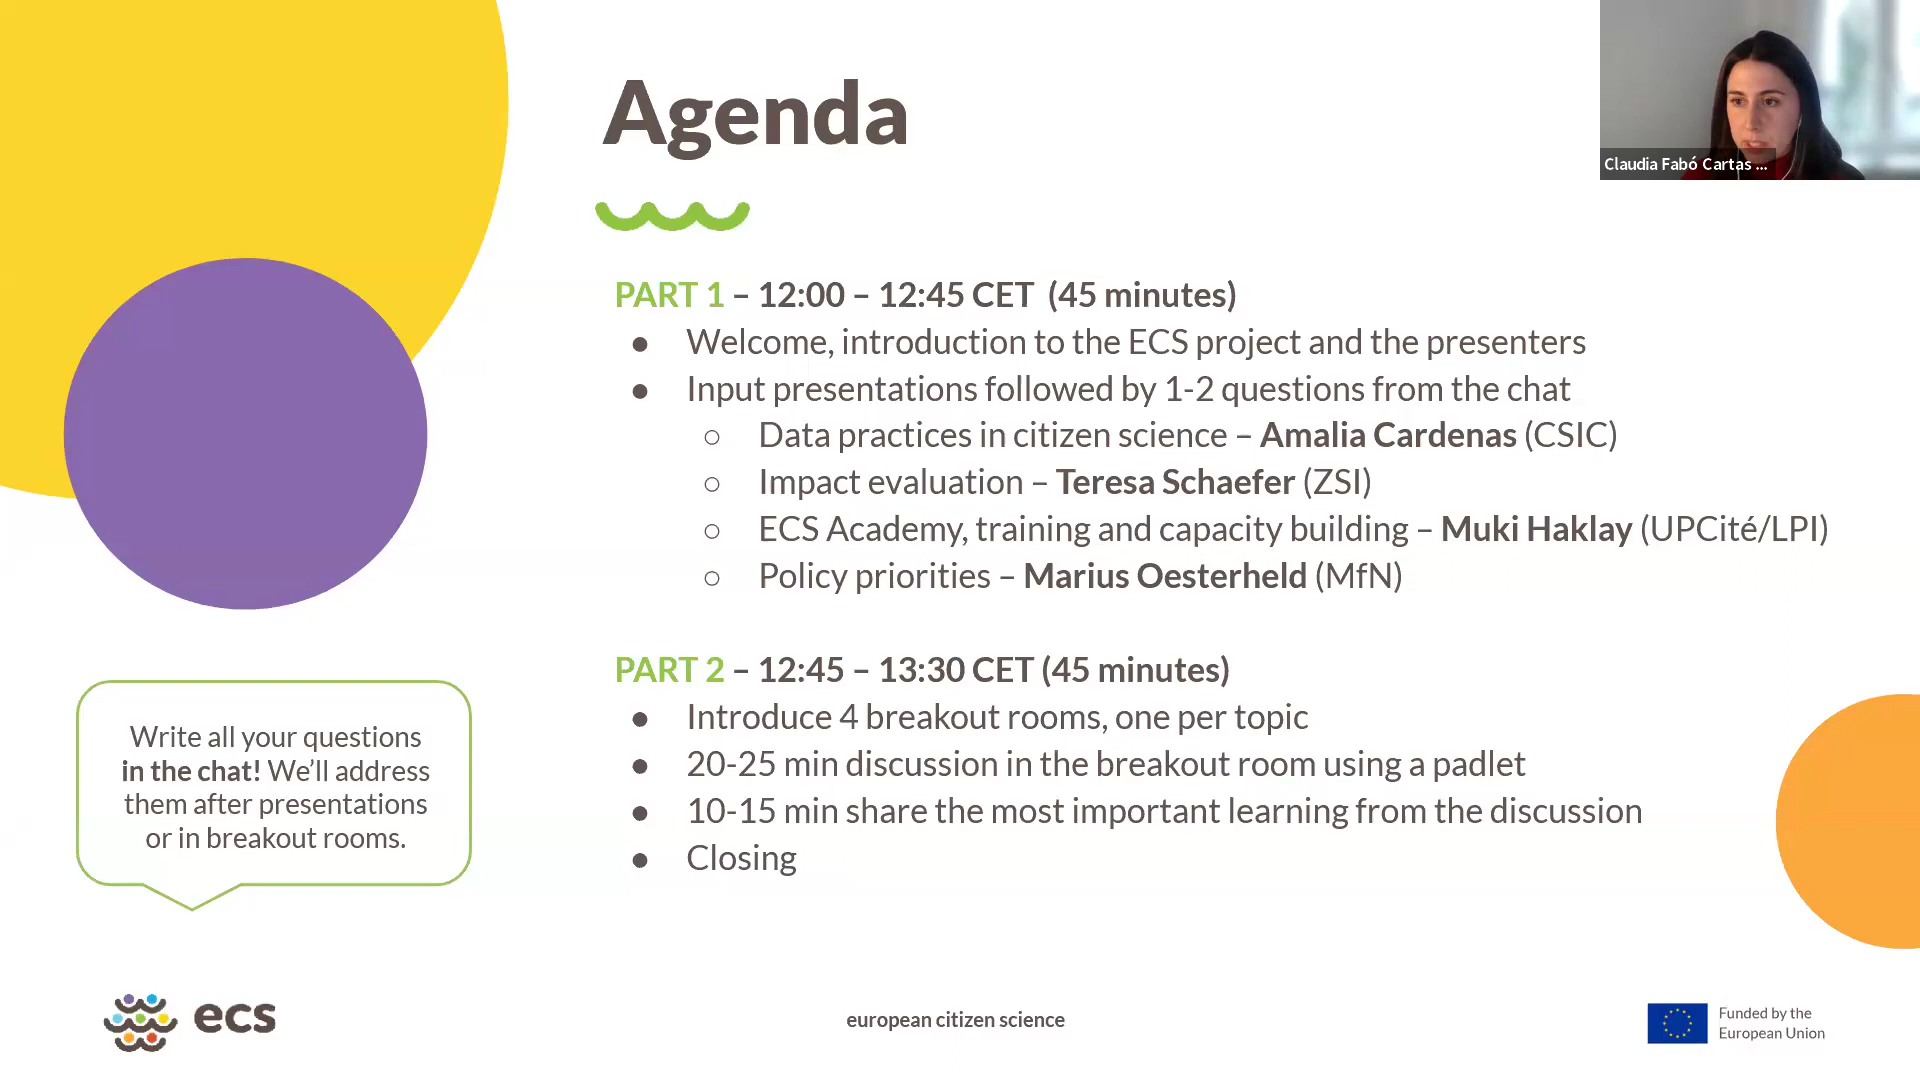 Agenda
Claudia Fabó Cartas ...
PART 1 – 12:00 – 12:45 CET (45 minutes)
● Welcome, introduction to the ECS project and the presenters
● Input presentations followed by 1-2 questions from the chat
○ Data practices in citizen science – Amalia Cardenas (CSIC)
○ Impact evaluation – Teresa Schaefer (ZSI)
○ ECS Academy, training and capacity building – Muki Haklay (UPCité/LPI)
○ Policy priorities – Marius Oesterheld (MfN)
PART 2 – 12:45 – 13:30 CET (45 minutes)
● Introduce 4 breakout rooms, one per topic
● 20-25 min discussion in the breakout room using a padlet
● 10-15 min share the most important learning from the discussion
● Closing
Write all your questions
in the chat! We’ll address
them after presentations
or in breakout rooms.
ecs
european citizen science
Funded by the
European Union